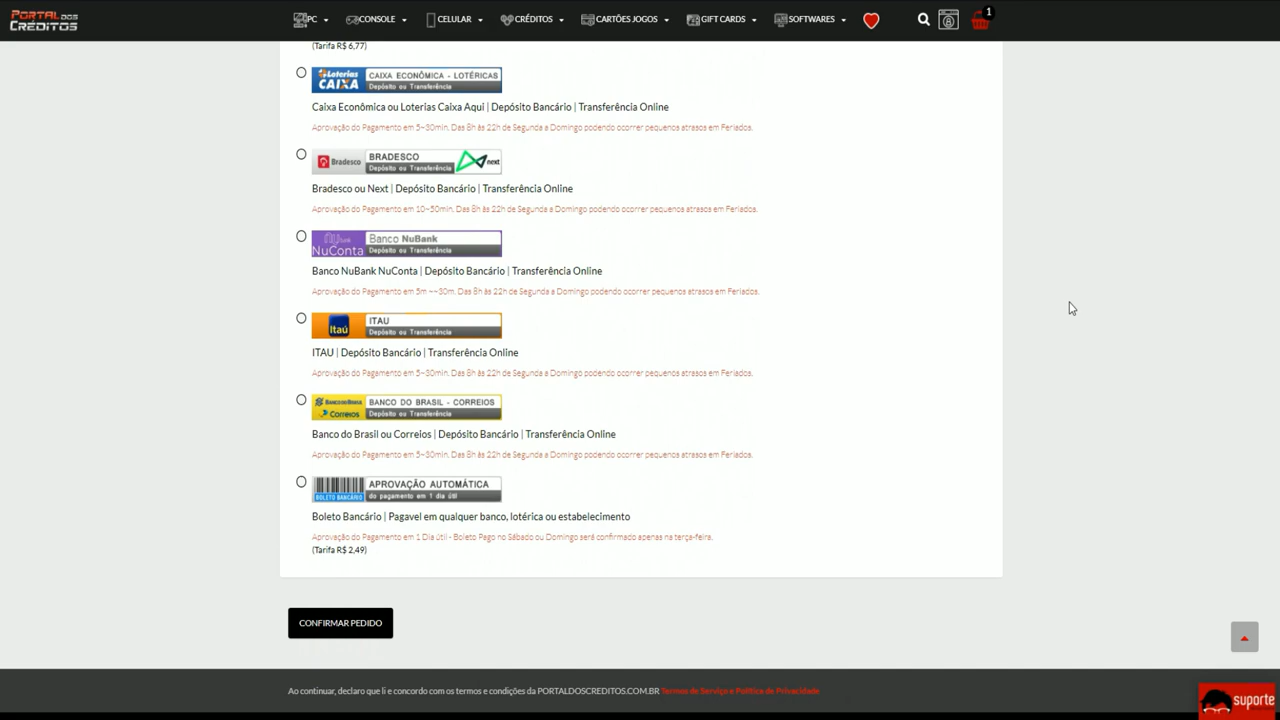 PORTAL DOS CRÉDITOS
PC
CONSOLE
CELULAR
CRÉDITOS
CARTÕES JOGOS
GIFT CARDS
SOFTWARES
1
(Tarifa R$ 6,77)
Loterias CAIXA
CAIXA ECONÔMICA - LOTÉRICAS
Depósito ou Transferência
Caixa Econômica ou Loterias Caixa Aqui | Depósito Bancário | Transferência Online
Aprovação do Pagamento em 5~30min. Das 8h às 22h de Segunda a Domingo podendo ocorrer pequenos atrasos em Feriados.
Bradesco
BRADESCO
Depósito ou Transferência
next
Bradesco ou Next | Depósito Bancário | Transferência Online
Aprovação do Pagamento em 10~50min. Das 8h às 22h de Segunda a Domingo podendo ocorrer pequenos atrasos em Feriados.
NuConta
Banco NuBank
Depósito ou Transferência
Banco NuBank NuConta | Depósito Bancário | Transferência Online
Aprovação do Pagamento em 5m ~~30m. Das 8h às 22h de Segunda a Domingo podendo ocorrer pequenos atrasos em Feriados.
Itaú
ITAU
Depósito ou Transferência
ITAU | Depósito Bancário | Transferência Online
Aprovação do Pagamento em 5~30min. Das 8h às 22h de Segunda a Domingo podendo ocorrer pequenos atrasos em Feriados.
BANCO DO BRASIL
Correios
BANCO DO BRASIL - CORREIOS
Depósito ou Transferência
Banco do Brasil ou Correios | Depósito Bancário | Transferência Online
Aprovação do Pagamento em 5~30min. Das 8h às 22h de Segunda a Domingo podendo ocorrer pequenos atrasos em Feriados.
BOLETO BANCÁRIO
APROVAÇÃO AUTOMÁTICA
do pagamento em 1 dia útil
Boleto Bancário | Pagavel em qualquer banco, lotérica ou estabelecimento
Aprovação do Pagamento em 1 Dia útil - Boleto Pago no Sábado ou Domingo será confirmado apenas na terça-feira.
(Tarifa R$ 2,49)
CONFIRMAR PEDIDO
Ao continuar, declaro que li e concordo com os termos e condições da PORTALDOSCREDITOS.COM.BR Termos de Serviço e Política de Privacidade
suporte